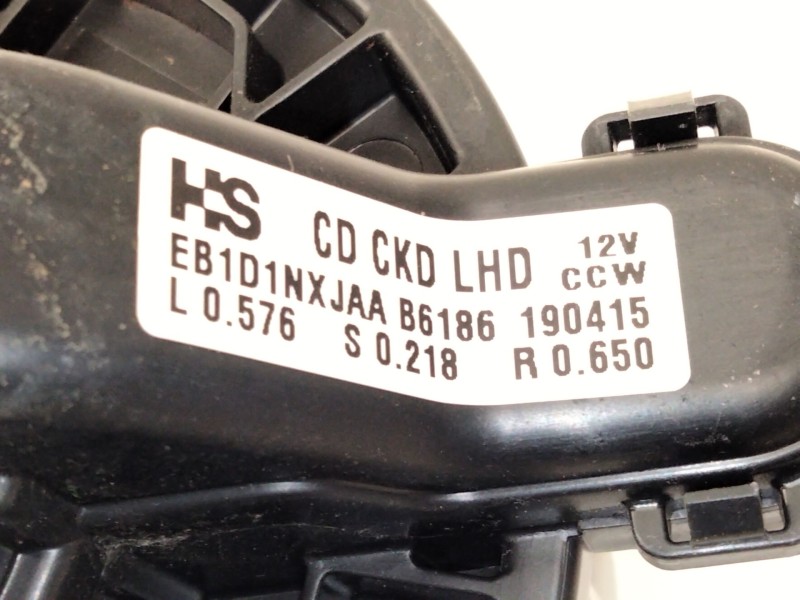 HS CD CKD LHD 12V
CCW
EB1D1NXJAA B6186 190415
L 0.576 S 0.218 R 0.650